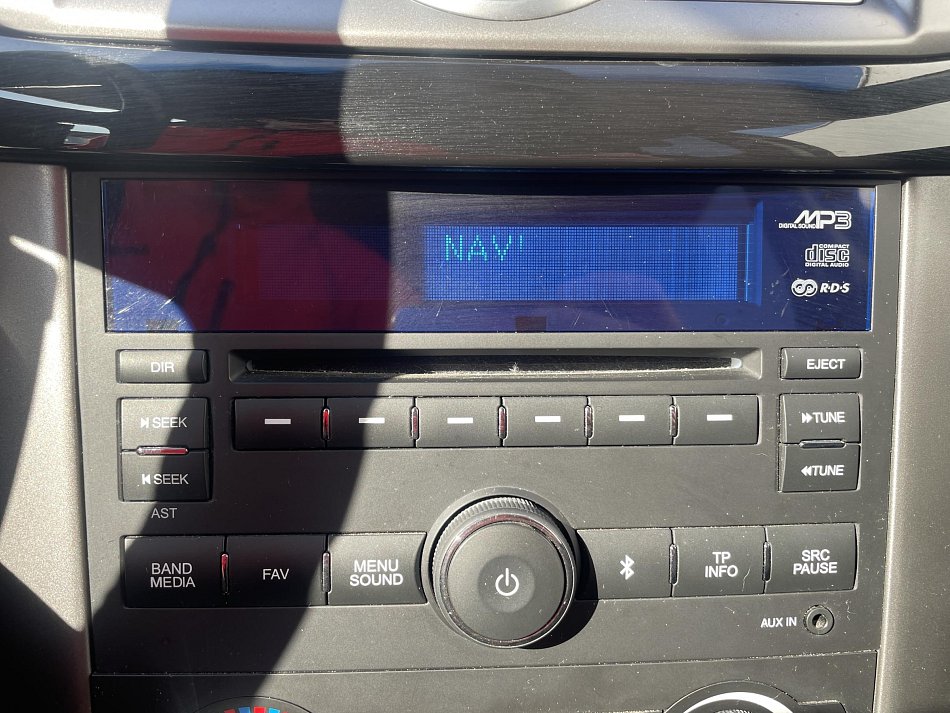 NAV
MP3
DIGITAL SOUND
COMPACT
disc
DIGITAL AUDIO
R·D·S
DIR
EJECT
SEEK
TUNE
SEEK
TUNE
AST
BAND
MEDIA
FAV
MENU
SOUND
TP
INFO
SRC
PAUSE
AUX IN